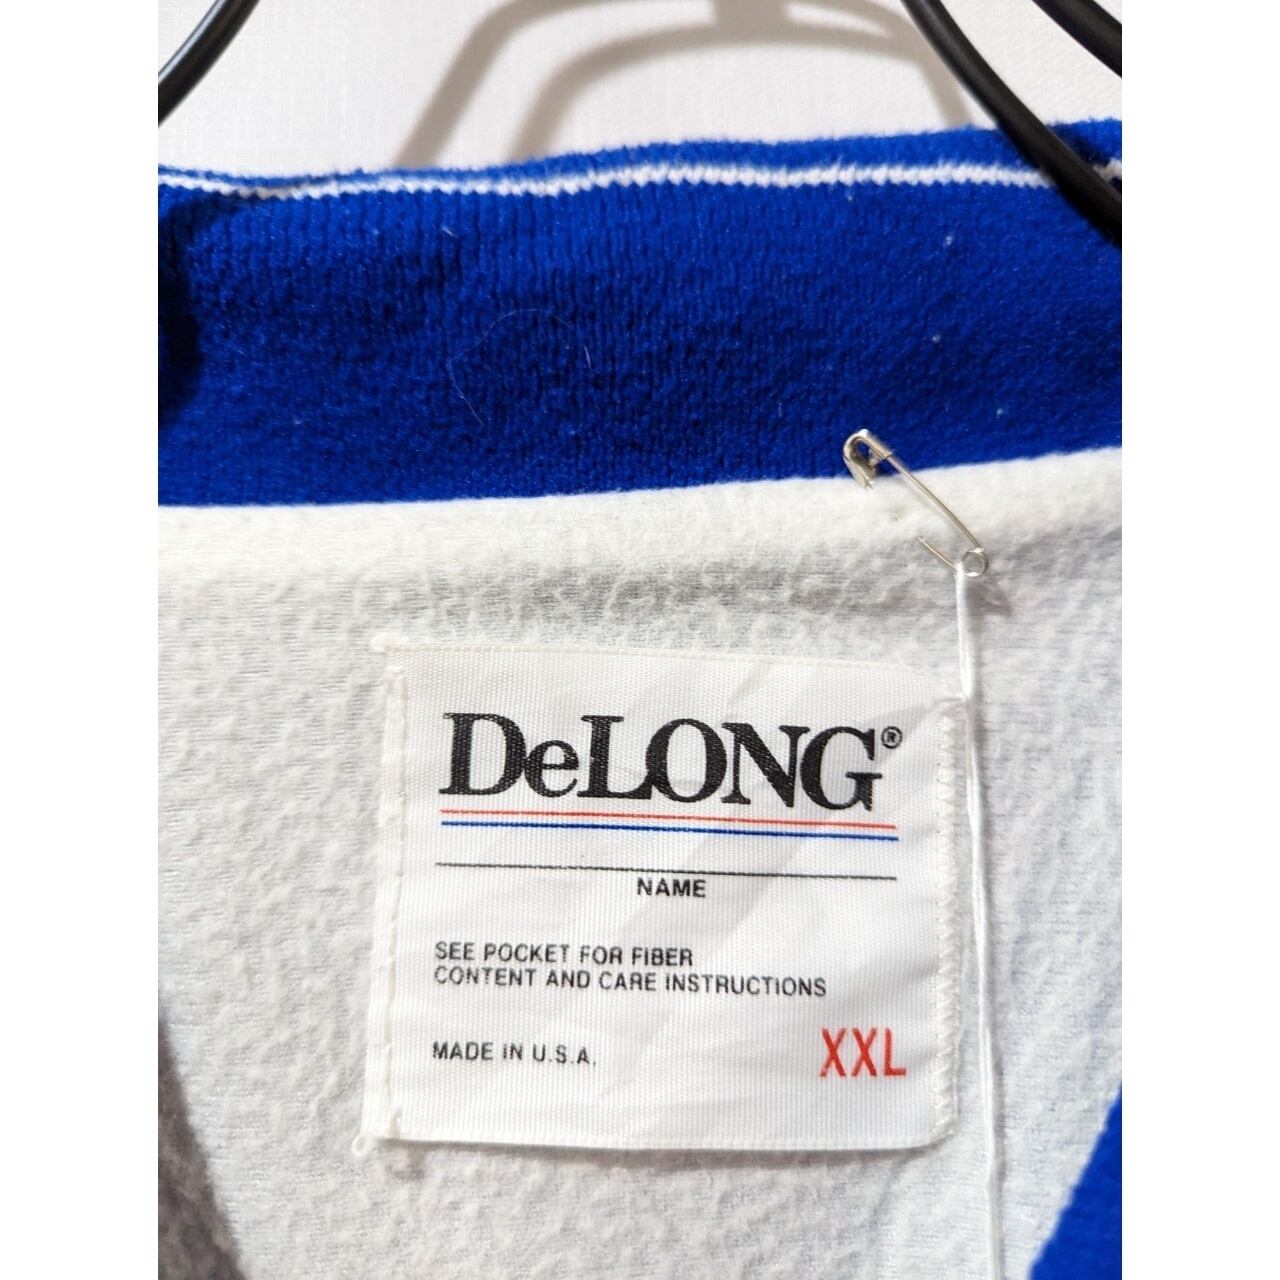 DeLONG®
NAME
SEE POCKET FOR FIBER
CONTENT AND CARE INSTRUCTIONS
MADE IN U.S.A.
XXL